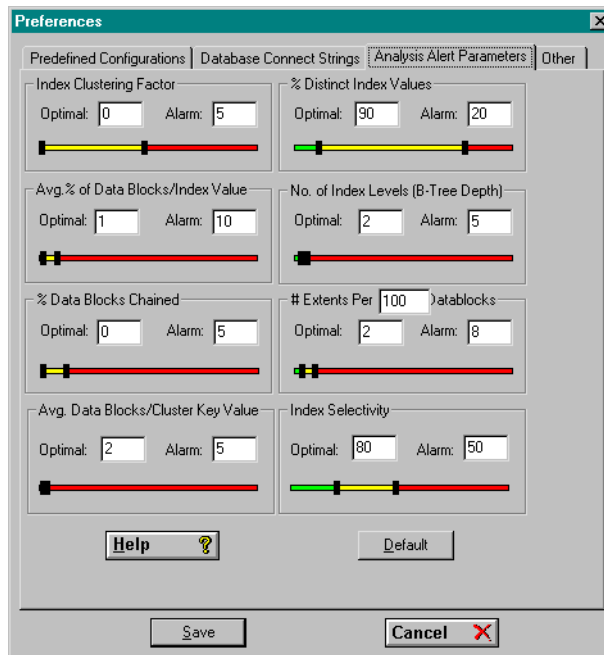 Preferences
Predefined Configurations Database Connect Strings Analysis Alert Parameters Other
Index Clustering Factor
Optimal: 0 Alarm: 5
% Distinct Index Values
Optimal: 90 Alarm: 20
Avg.% of Data Blocks/Index Value
Optimal: 1 Alarm: 10
No. of Index Levels (B-Tree Depth)
Optimal: 2 Alarm: 5
% Data Blocks Chained
Optimal: 0 Alarm: 5
# Extents Per 100 Datablocks
Optimal: 2 Alarm: 8
Avg. Data Blocks/Cluster Key Value
Optimal: 2 Alarm: 5
Index Selectivity
Optimal: 80 Alarm: 50
Help ?
Default
Save
Cancel